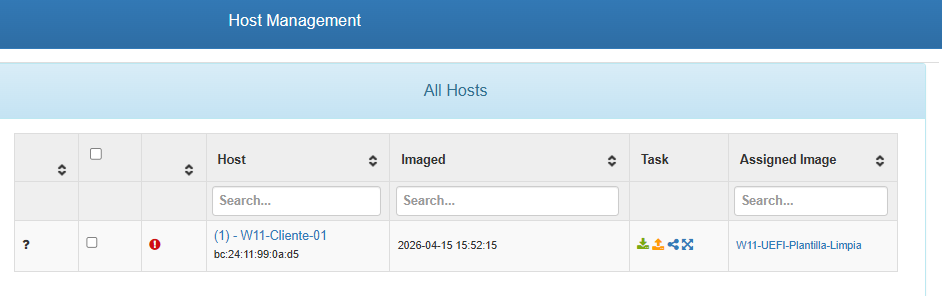 Host Management
All Hosts
Host Imaged Task Assigned Image
Search... Search... Search...
? (1) - W11-Cliente-01 2026-04-15 15:52:15 W11-UEFI-Plantilla-Limpia
bc:24:11:99:0a:d5